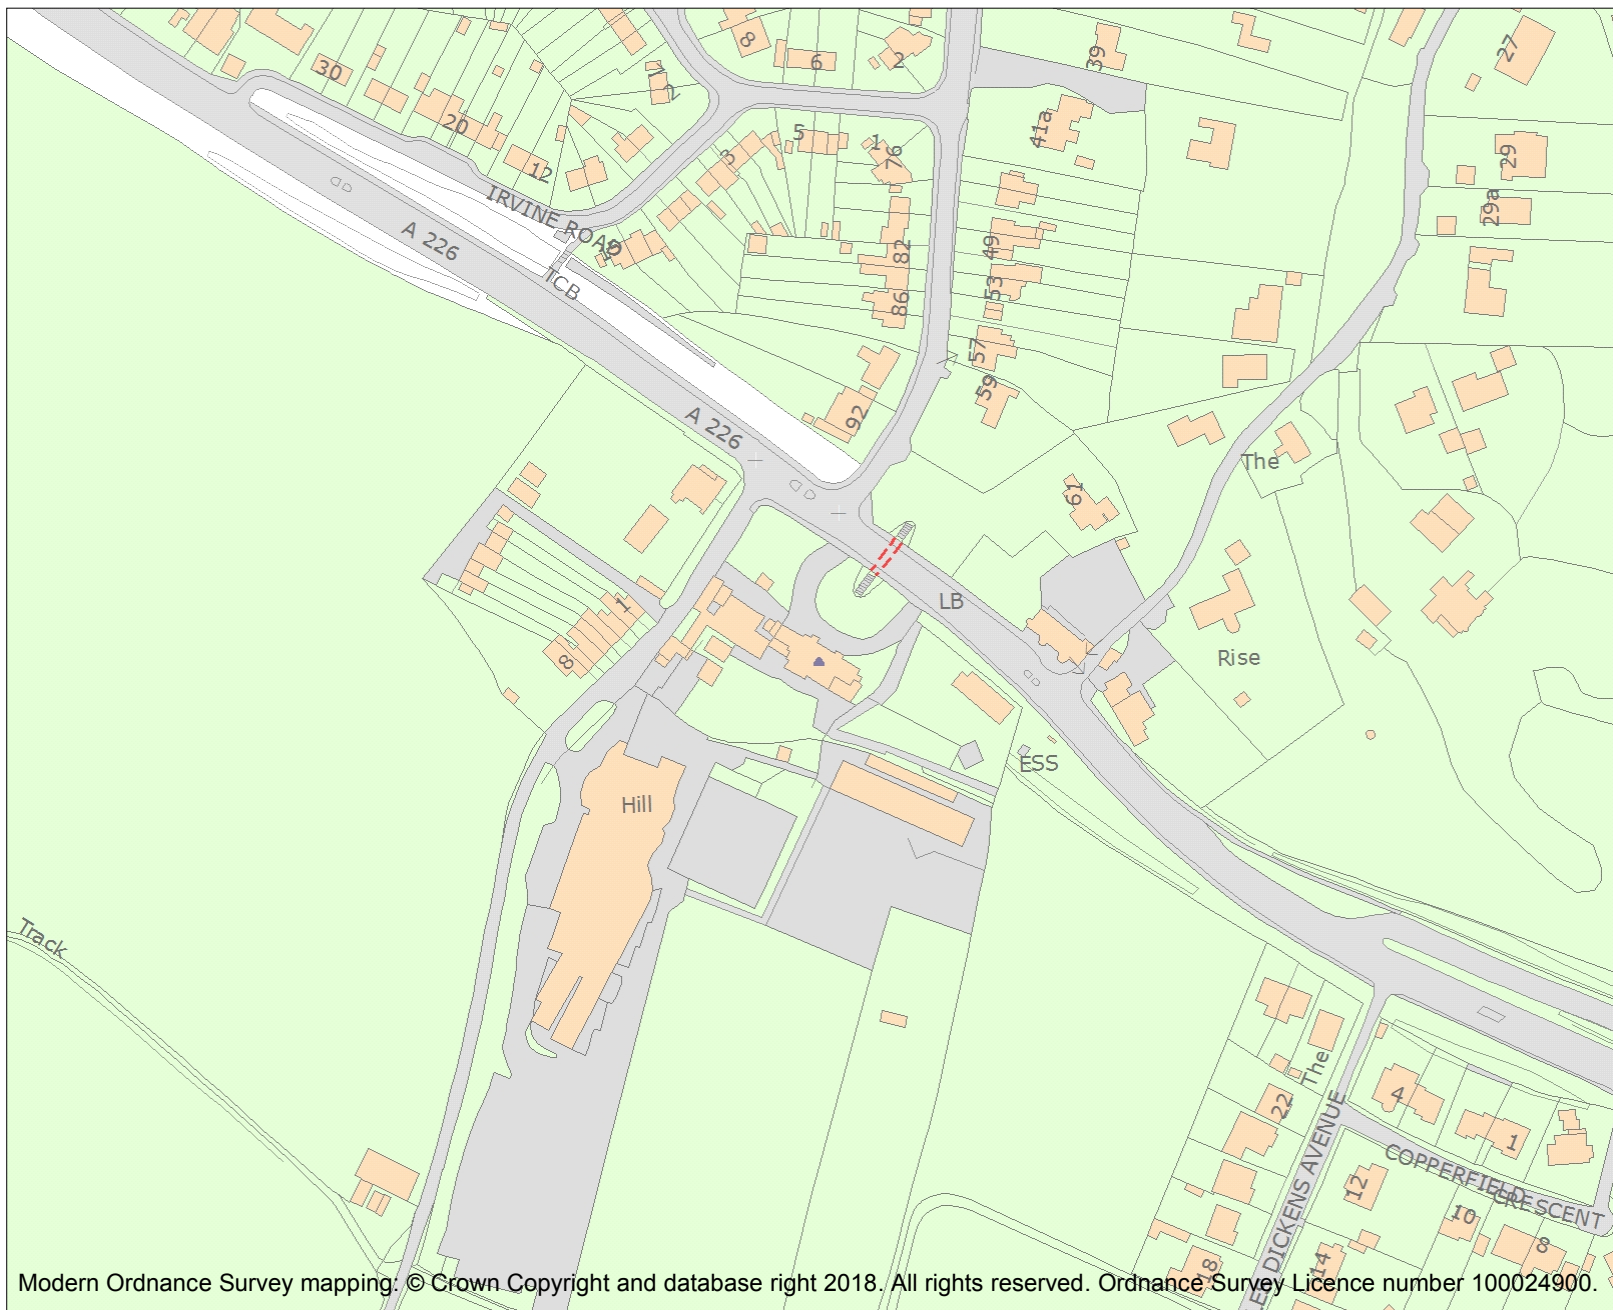 8
6
2
39
27
30
72
20
41a
5
1
76
3
29
12
29a
IRVINE ROAD
A 226
15
49
82
TCB
53
86
57
59
92
A 226
The
61
LB
1
8
Rise
ESS
Hill
Track
The
22
4
1
COPPERFIELD
CRESCENT
DICKENS AVENUE
12
10
8
14
18
Modern Ordnance Survey mapping: © Crown Copyright and database right 2018. All rights reserved. Ordnance Survey Licence number 100024900.